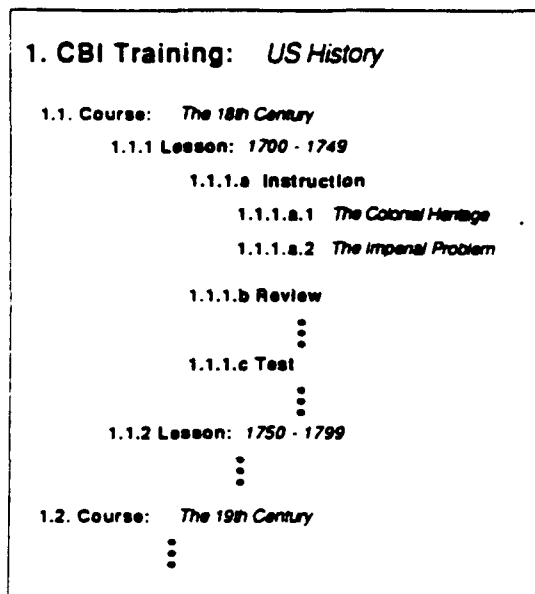 1. CBI Training: US History
1.1. Course: The 18th Century
1.1.1 Lesson: 1700 - 1749
1.1.1.a Instruction
1.1.1.a.1 The Colonial Heritage
1.1.1.a.2 The Imperial Problem
1.1.1.b Review
1.1.1.c Test
1.1.2 Lesson: 1750 - 1799
1.2. Course: The 19th Century